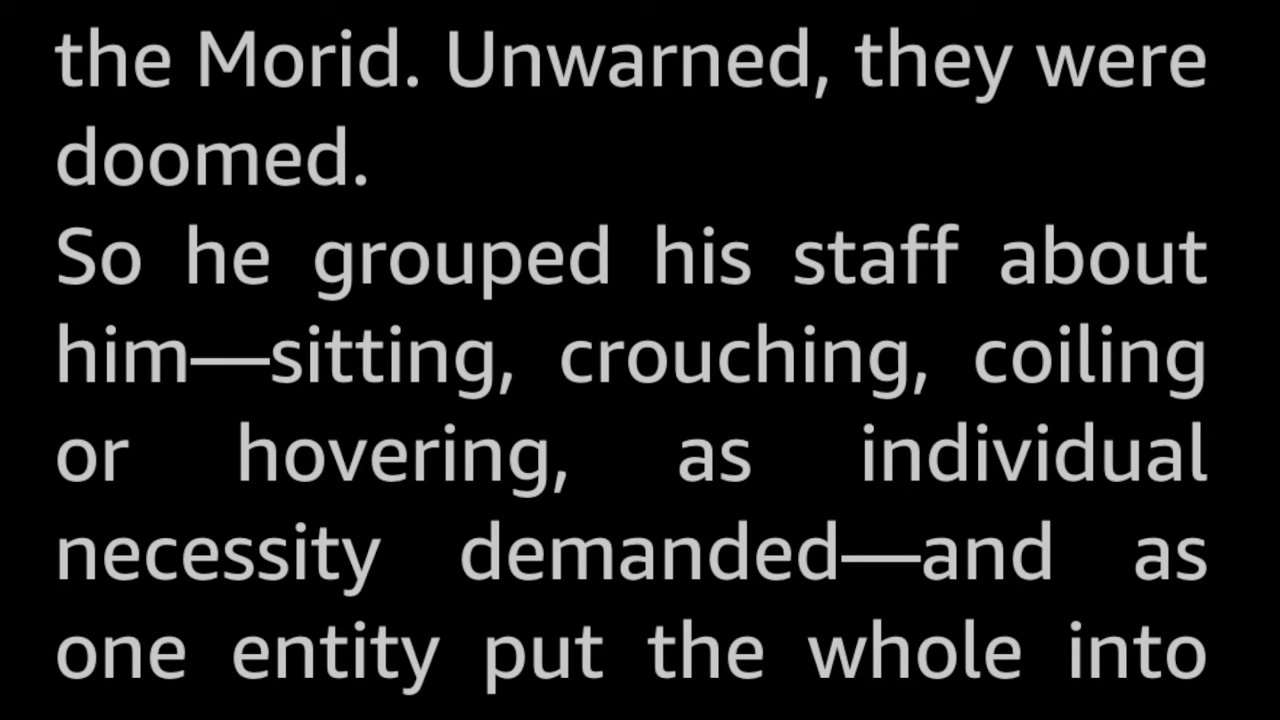 the Morid. Unwarned, they were
doomed.
So he grouped his staff about
him—sitting, crouching, coiling
or hovering, as individual
necessity demanded—and as
one entity put the whole into